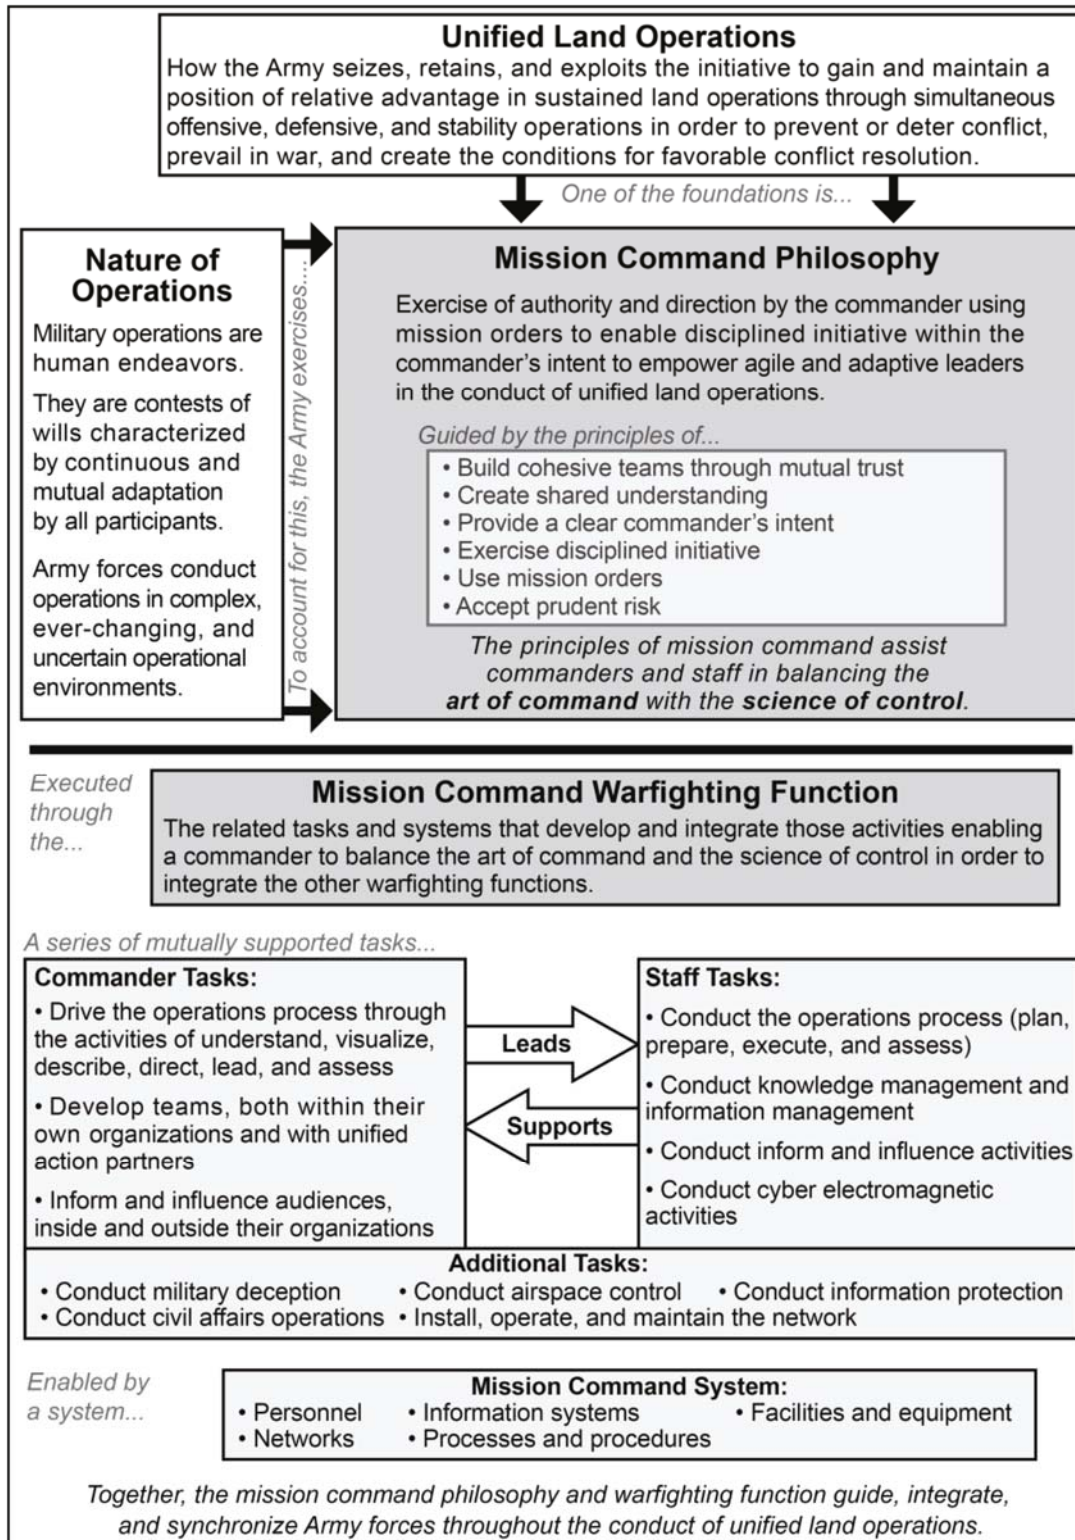 Unified Land Operations
How the Army seizes, retains, and exploits the initiative to gain and maintain a
position of relative advantage in sustained land operations through simultaneous
offensive, defensive, and stability operations in order to prevent or deter conflict,
prevail in war, and create the conditions for favorable conflict resolution.
One of the foundations is...
Nature of
Operations
Military operations are
human endeavors.
They are contests of
wills characterized
by continuous and
mutual adaptation
by all participants.
Army forces conduct
operations in complex,
ever-changing, and
uncertain operational
environments.
To account for this, the Army exercises....
Mission Command Philosophy
Exercise of authority and direction by the commander using
mission orders to enable disciplined initiative within the
commander's intent to empower agile and adaptive leaders
in the conduct of unified land operations.
Guided by the principles of...
• Build cohesive teams through mutual trust
• Create shared understanding
• Provide a clear commander's intent
• Exercise disciplined initiative
• Use mission orders
• Accept prudent risk
The principles of mission command assist
commanders and staff in balancing the
art of command with the science of control.
Executed
through
the...
Mission Command Warfighting Function
The related tasks and systems that develop and integrate those activities enabling
a commander to balance the art of command and the science of control in order to
integrate the other warfighting functions.
A series of mutually supported tasks...
Commander Tasks:
• Drive the operations process through
the activities of understand, visualize,
describe, direct, lead, and assess
• Develop teams, both within their
own organizations and with unified
action partners
• Inform and influence audiences,
inside and outside their organizations
Leads
Supports
Staff Tasks:
• Conduct the operations process (plan,
prepare, execute, and assess)
• Conduct knowledge management and
information management
• Conduct inform and influence activities
• Conduct cyber electromagnetic
activities
Additional Tasks:
• Conduct military deception • Conduct airspace control • Conduct information protection
• Conduct civil affairs operations • Install, operate, and maintain the network
Enabled by
a system...
Mission Command System:
• Personnel • Information systems • Facilities and equipment
• Networks • Processes and procedures
Together, the mission command philosophy and warfighting function guide, integrate,
and synchronize Army forces throughout the conduct of unified land operations.